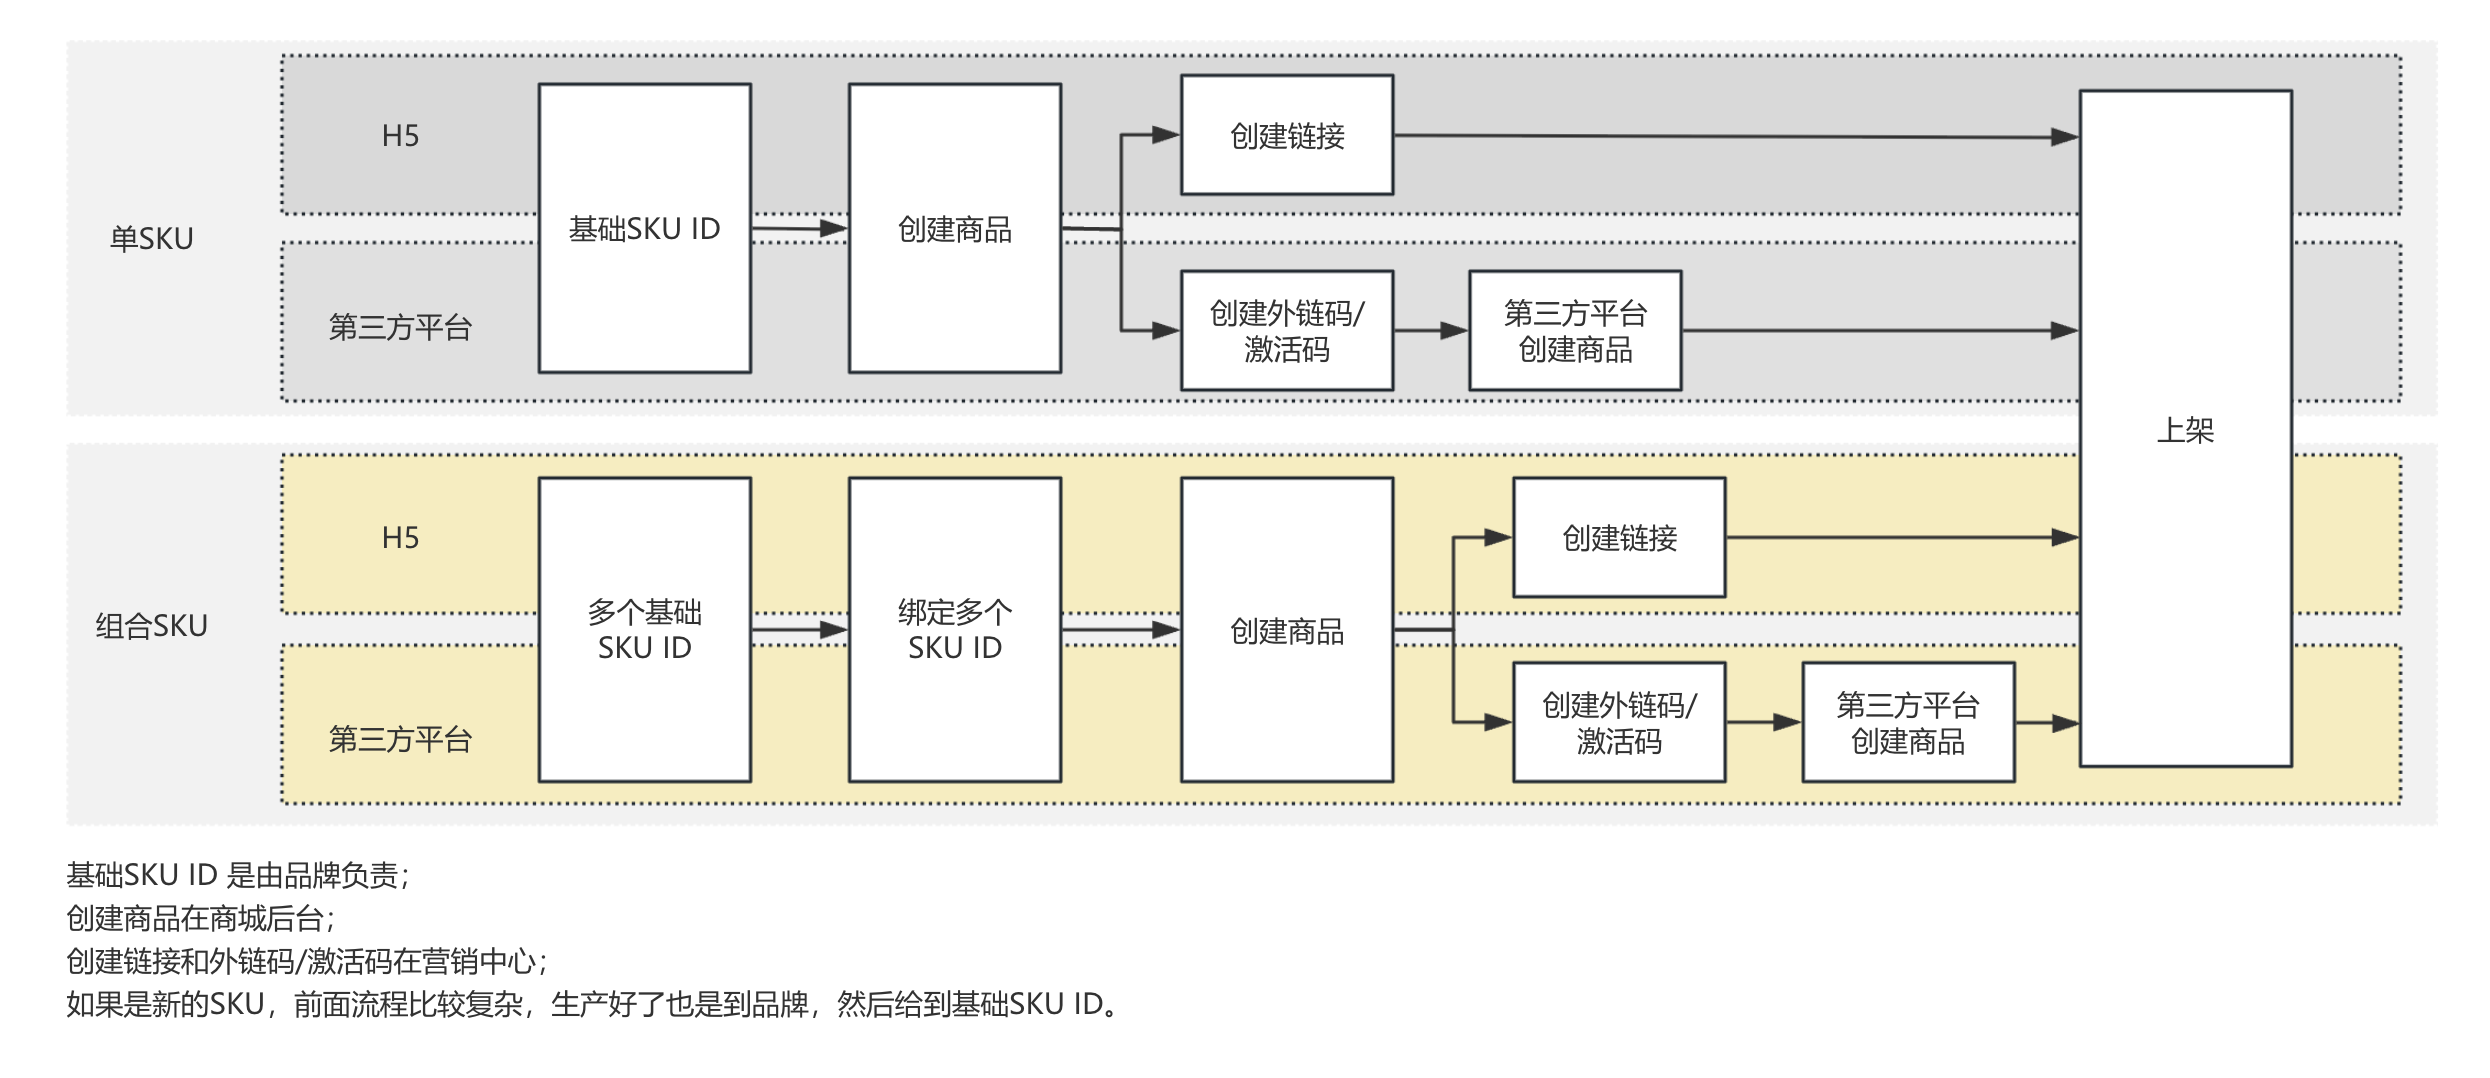 单SKU
H5
第三方平台
基础SKU ID
创建商品
创建链接
创建外链码/
激活码
第三方平台
创建商品
上架
组合SKU
H5
第三方平台
多个基础
SKU ID
绑定多个
SKU ID
创建商品
创建链接
创建外链码/
激活码
第三方平台
创建商品
基础SKU ID 是由品牌负责；
创建商品在商城后台；
创建链接和外链码/激活码在营销中心；
如果是新的SKU，前面流程比较复杂，生产好了也是到品牌，然后给到基础SKU ID。